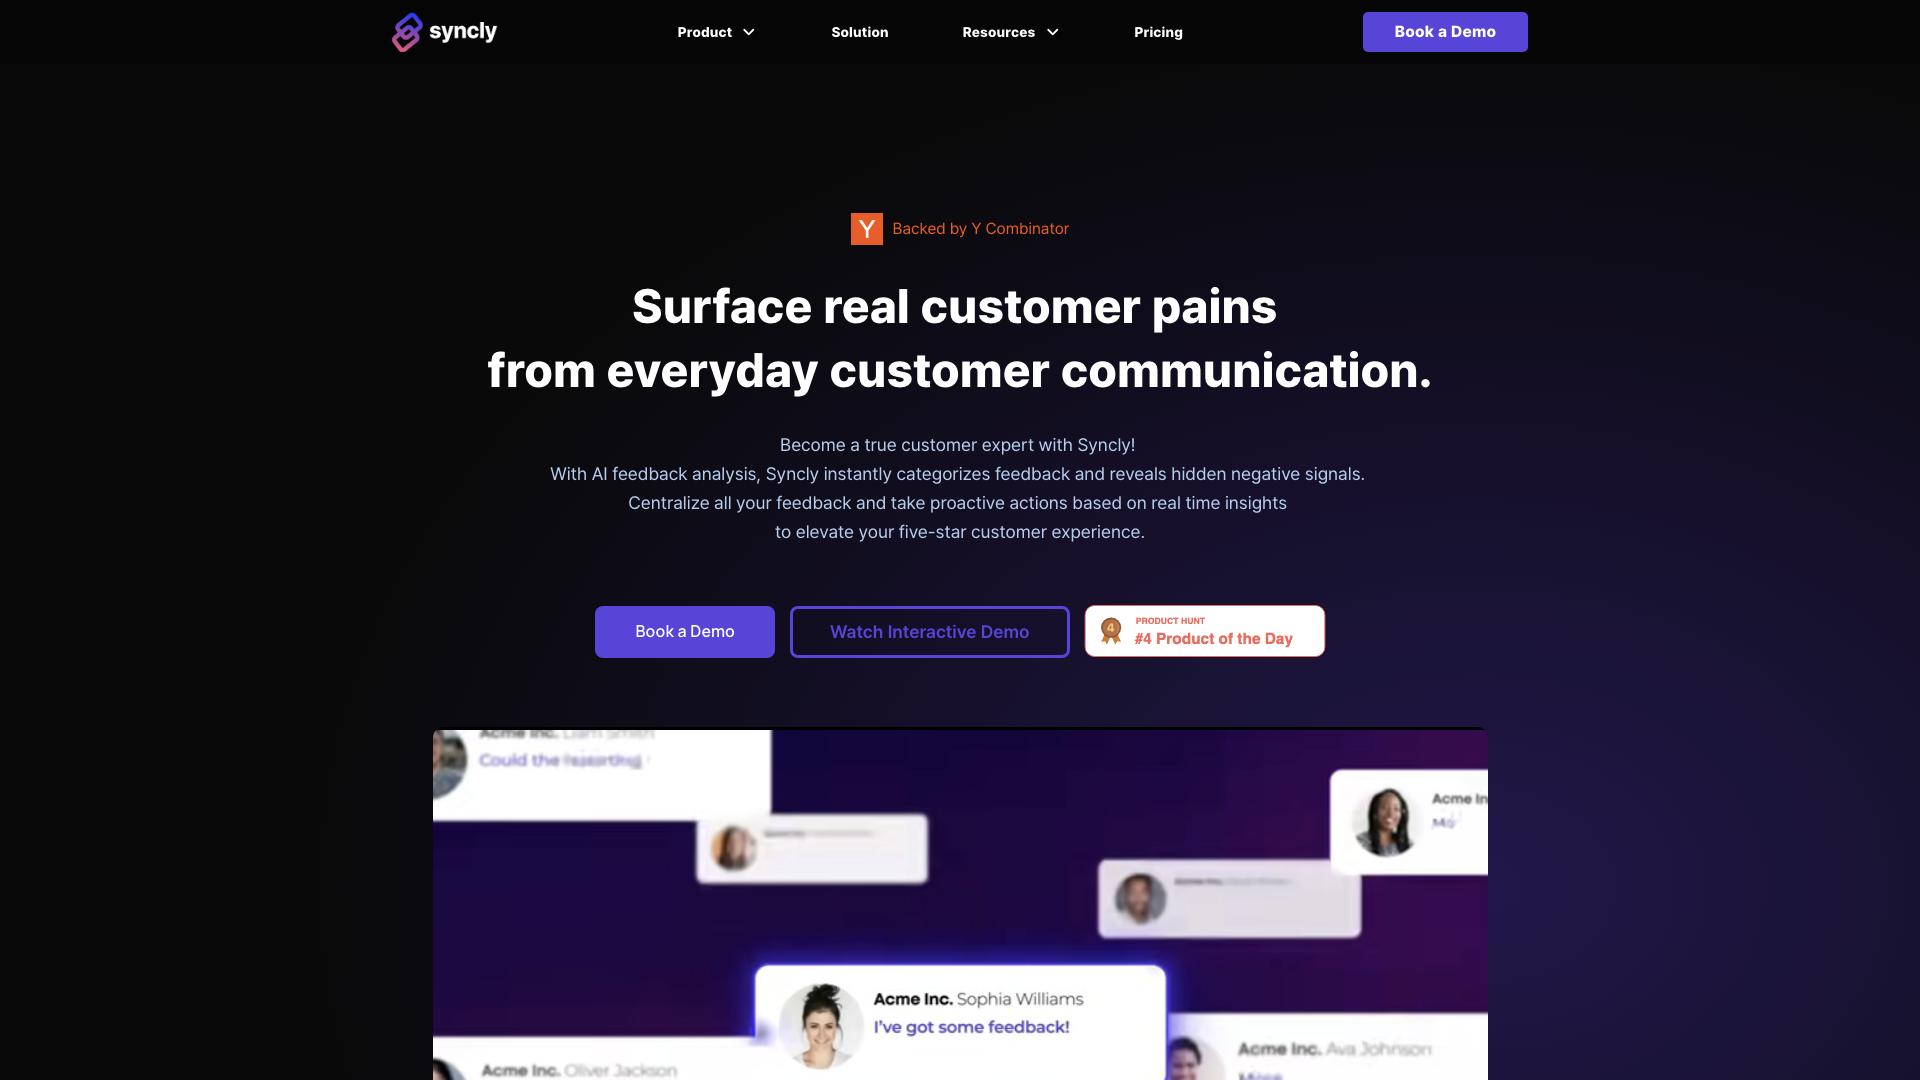 syncly
Product
Solution
Resources
Pricing
Book a Demo
Y Backed by Y Combinator
Surface real customer pains
from everyday customer communication.
Become a true customer expert with Syncly!
With AI feedback analysis, Syncly instantly categorizes feedback and reveals hidden negative signals.
Centralize all your feedback and take proactive actions based on real time insights
to elevate your five-star customer experience.
Book a Demo
Watch Interactive Demo
4
PRODUCT HUNT
#4 Product of the Day
Acme Inc. Liam Smith
Could the
Acme In
Acme Inc. Sophia Williams
I've got some feedback!
Acme Inc. Ava Johnson
Acme Inc. Oliver Jackson